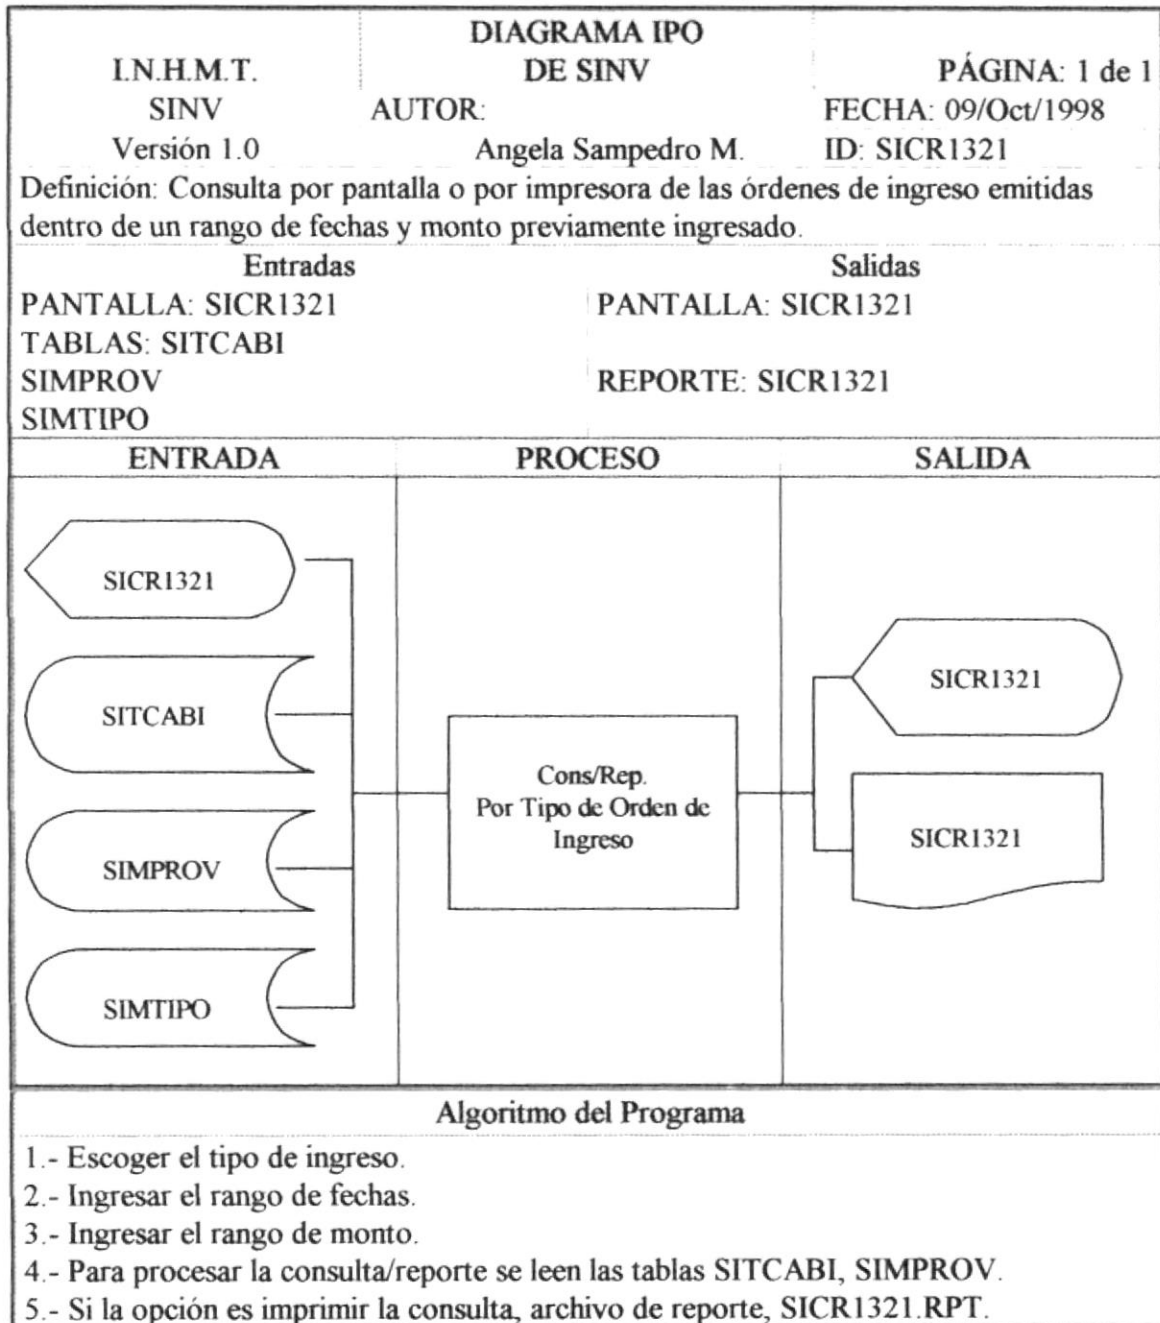 DIAGRAMA IPO
I.N.H.M.T. DE SINV PÁGINA: 1 de 1
SINV AUTOR: FECHA: 09/Oct/1998
Versión 1.0 Angela Sampedro M. ID: SICR1321
Definición: Consulta por pantalla o por impresora de las órdenes de ingreso emitidas
dentro de un rango de fechas y monto previamente ingresado.
Entradas Salidas
PANTALLA: SICR1321 PANTALLA: SICR1321
TABLAS: SITCABI
SIMPROV REPORTE: SICR1321
SIMTIPO
ENTRADA PROCESO SALIDA
SICR1321
SITCABI
SIMPROV
SIMTIPO
Cons/Rep.
Por Tipo de Orden de
Ingreso
SICR1321
SICR1321
Algoritmo del Programa
1.- Escoger el tipo de ingreso.
2.- Ingresar el rango de fechas.
3.- Ingresar el rango de monto.
4.- Para procesar la consulta/reporte se leen las tablas SITCABI, SIMPROV.
5.- Si la opción es imprimir la consulta, archivo de reporte, SICR1321.RPT.